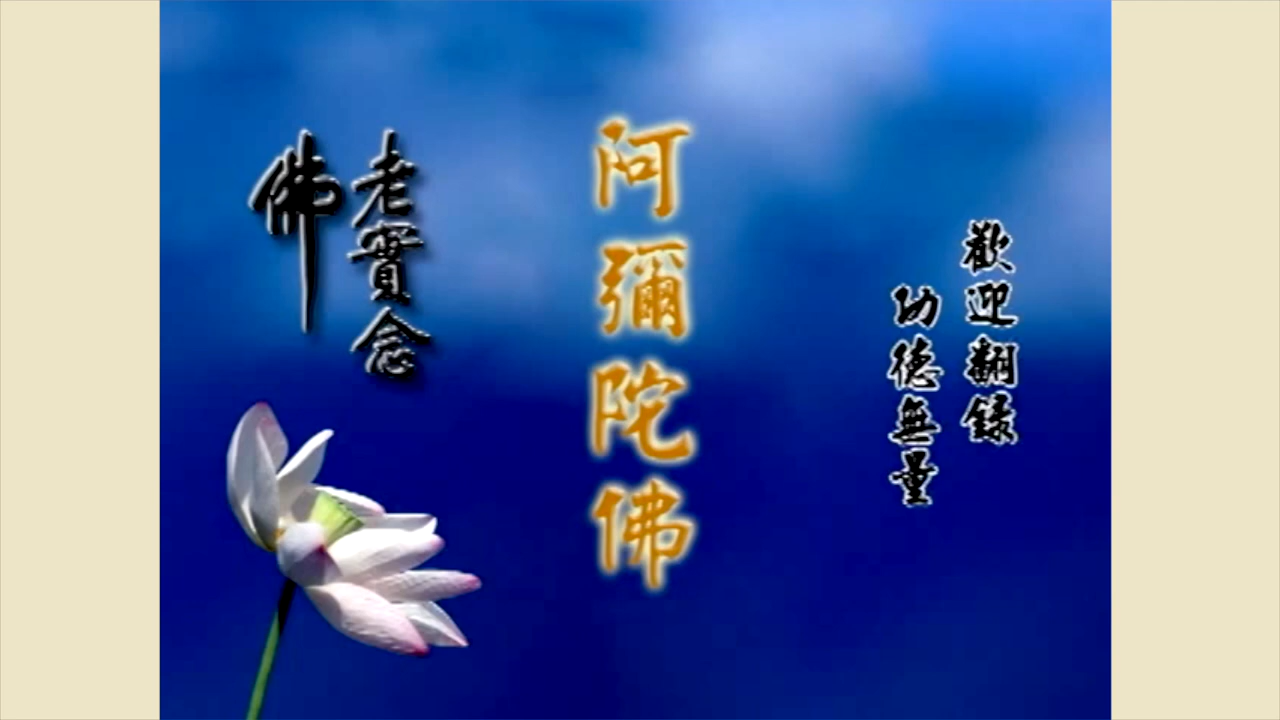 歡迎翻錄
功德無量
阿彌陀佛
老實念
佛